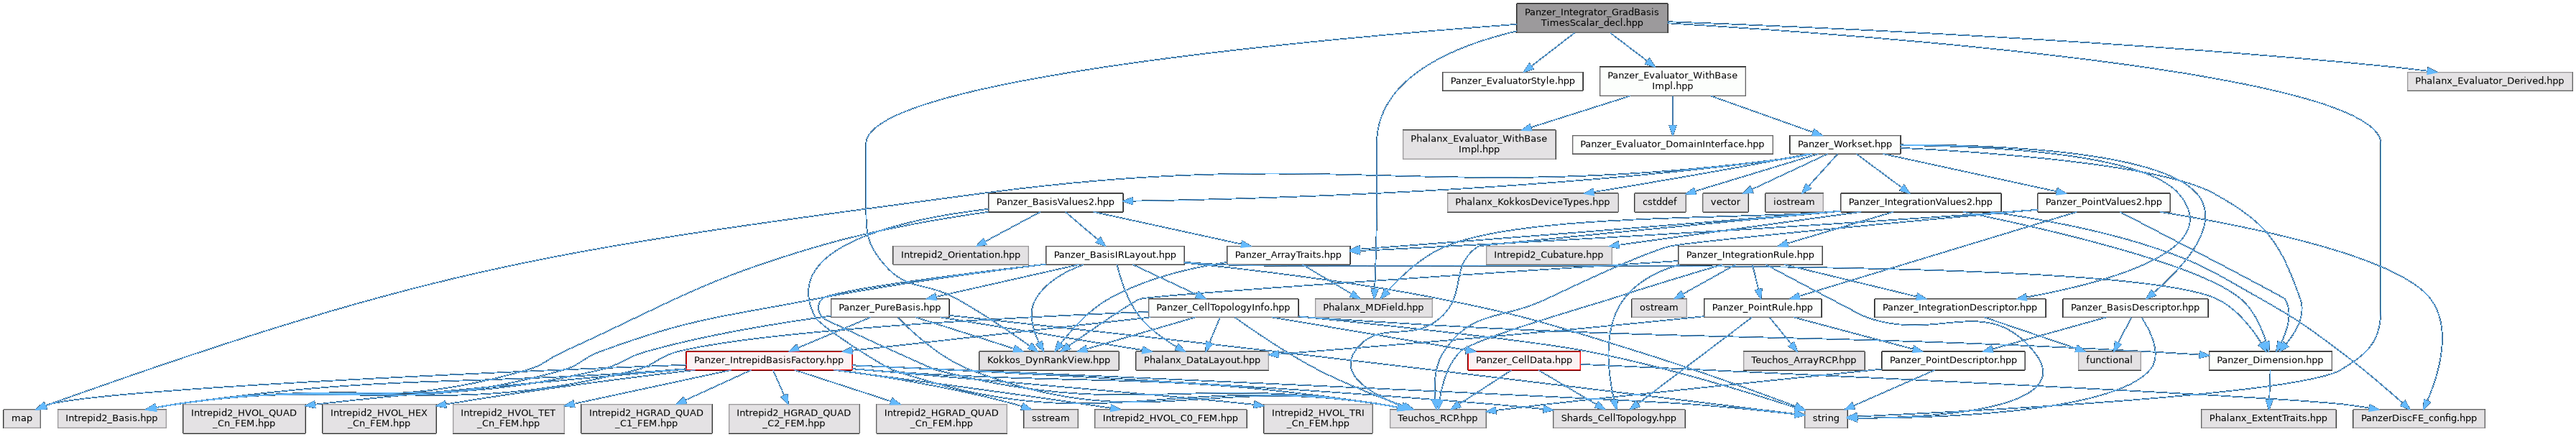 Panzer_Integrator_GradBasis
TimesScalar_decl.hpp
Panzer_EvaluatorStyle.hpp
Panzer_Evaluator_WithBase
Impl.hpp
Phalanx_Evaluator_Derived.hpp
Phalanx_Evaluator_WithBase
Impl.hpp
Panzer_Evaluator_DomainInterface.hpp
Panzer_Workset.hpp
Panzer_BasisValues2.hpp
Phalanx_KokkosDeviceTypes.hpp
cstddef
vector
iostream
Panzer_IntegrationValues2.hpp
Panzer_PointValues2.hpp
Intrepid2_Orientation.hpp
Panzer_BasisIRLayout.hpp
Panzer_ArrayTraits.hpp
Intrepid2_Cubature.hpp
Panzer_IntegrationRule.hpp
Panzer_PureBasis.hpp
Panzer_CellTopologyInfo.hpp
Phalanx_MDField.hpp
ostream
Panzer_PointRule.hpp
Panzer_IntegrationDescriptor.hpp
Panzer_BasisDescriptor.hpp
Panzer_IntrepidBasisFactory.hpp
Kokkos_DynRankView.hpp
Phalanx_DataLayout.hpp
Panzer_CellData.hpp
Teuchos_ArrayRCP.hpp
Panzer_PointDescriptor.hpp
functional
Panzer_Dimension.hpp
map
Intrepid2_Basis.hpp
Intrepid2_HVOL_QUAD
_Cn_FEM.hpp
Intrepid2_HVOL_HEX
_Cn_FEM.hpp
Intrepid2_HVOL_TET
_Cn_FEM.hpp
Intrepid2_HGRAD_QUAD
_C1_FEM.hpp
Intrepid2_HGRAD_QUAD
_C2_FEM.hpp
Intrepid2_HGRAD_QUAD
_Cn_FEM.hpp
sstream
Intrepid2_HVOL_C0_FEM.hpp
Intrepid2_HVOL_TRI
_Cn_FEM.hpp
Teuchos_RCP.hpp
Shards_CellTopology.hpp
string
Phalanx_ExtentTraits.hpp
PanzerDiscFE_config.hpp